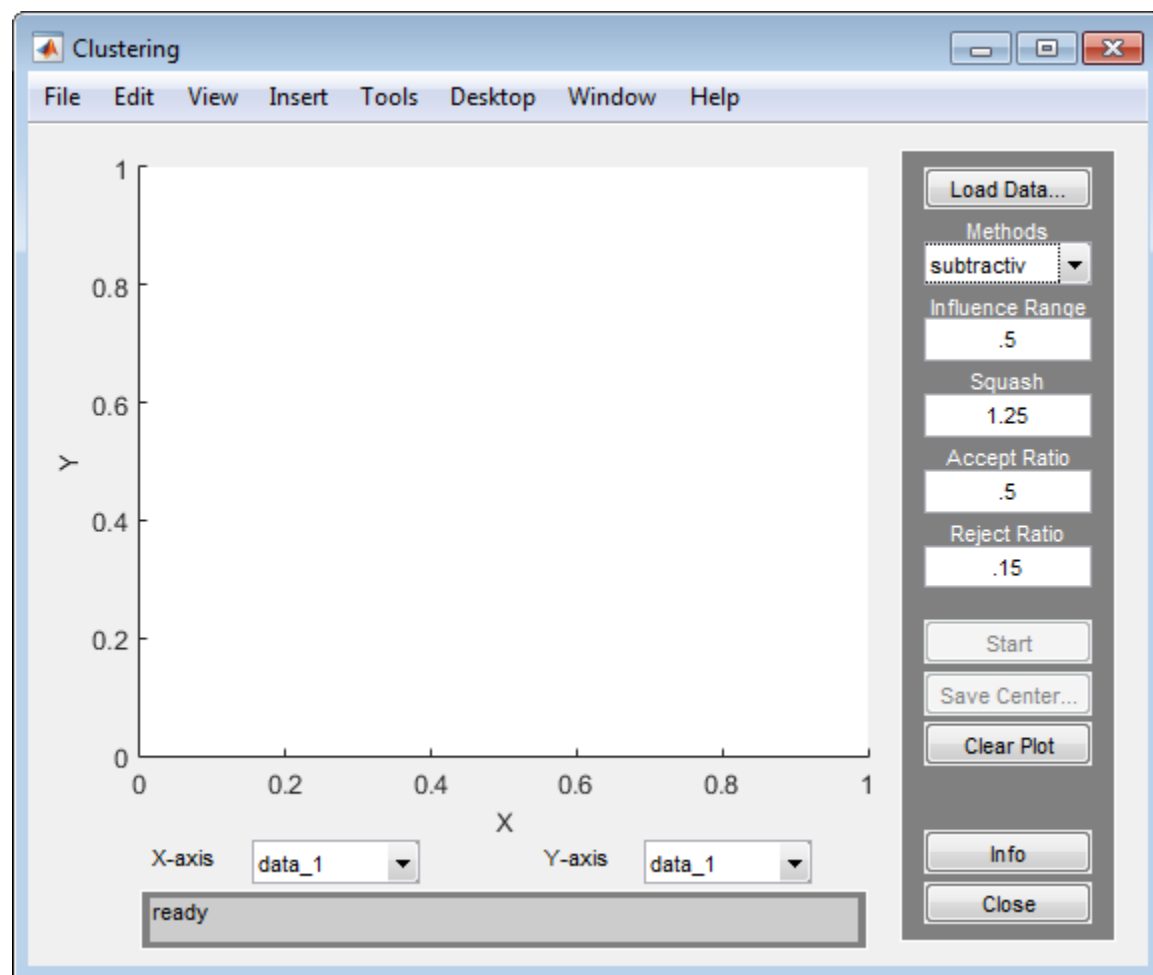 Clustering
File Edit View Insert Tools Desktop Window Help
1
0.8
0.6
0.4
0.2
0
Y
0 0.2 0.4 0.6 0.8 1
X
X-axis data_1 Y-axis data_1
ready
Load Data...
Methods
subtractiv
Influence Range
.5
Squash
1.25
Accept Ratio
.5
Reject Ratio
.15
Start
Save Center...
Clear Plot
Info
Close